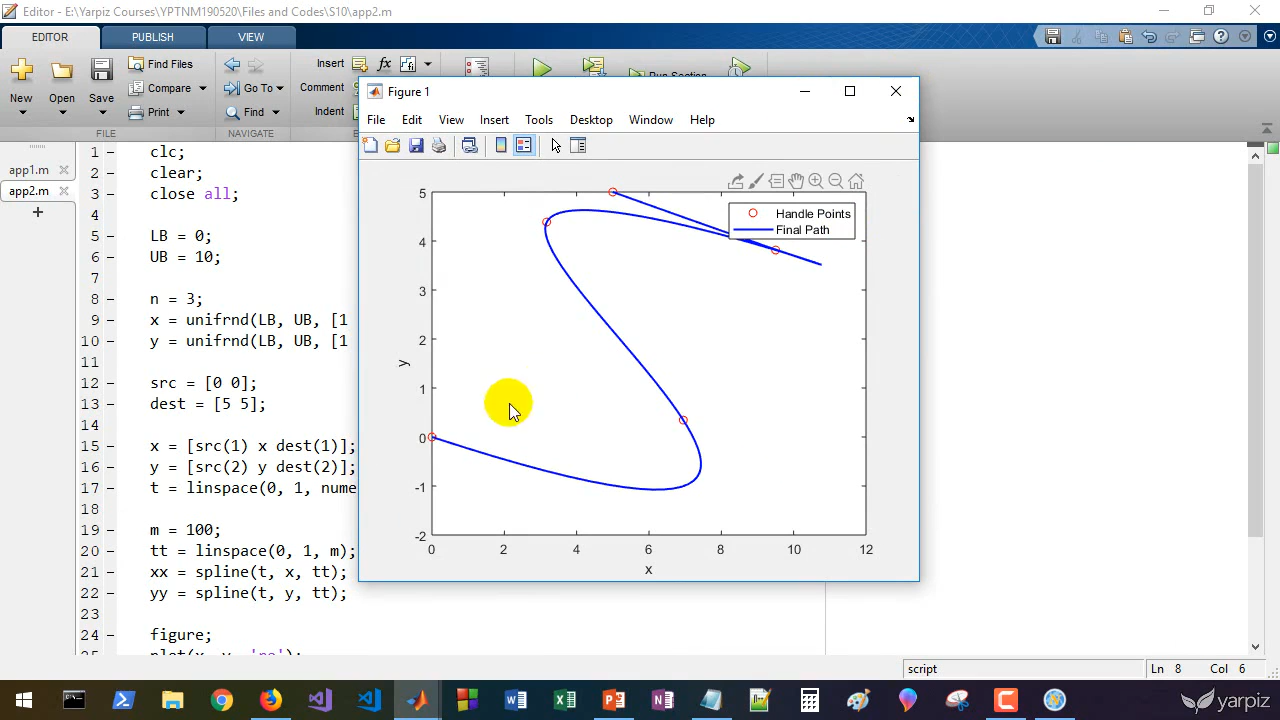 Editor - E:\Yarpiz Courses\YPTNM190520\Files and Codes\S10\app2.m
EDITOR PUBLISH VIEW
New Open Save Find Files Compare Print Go To Find Insert Comment Indent Run Section
FILE NAVIGATE
Figure 1
File Edit View Insert Tools Desktop Window Help
app1.m
app2.m
1 clc;
2 clear;
3 close all;
4
5 LB = 0;
6 UB = 10;
7
8 n = 3;
9 x = unifrnd(LB, UB, [1
10 y = unifrnd(LB, UB, [1
11
12 src = [0 0];
13 dest = [5 5];
14
15 x = [src(1) x dest(1)];
16 y = [src(2) y dest(2)];
17 t = linspace(0, 1, nume
18
19 m = 100;
20 tt = linspace(0, 1, m);
21 xx = spline(t, x, tt);
22 yy = spline(t, y, tt);
23
24 figure;
Handle Points
Final Path
5
4
3
2
1
0
-1
-2
0 2 4 6 8 10 12
x
y
script
Ln 8 Col 6
yarpiz